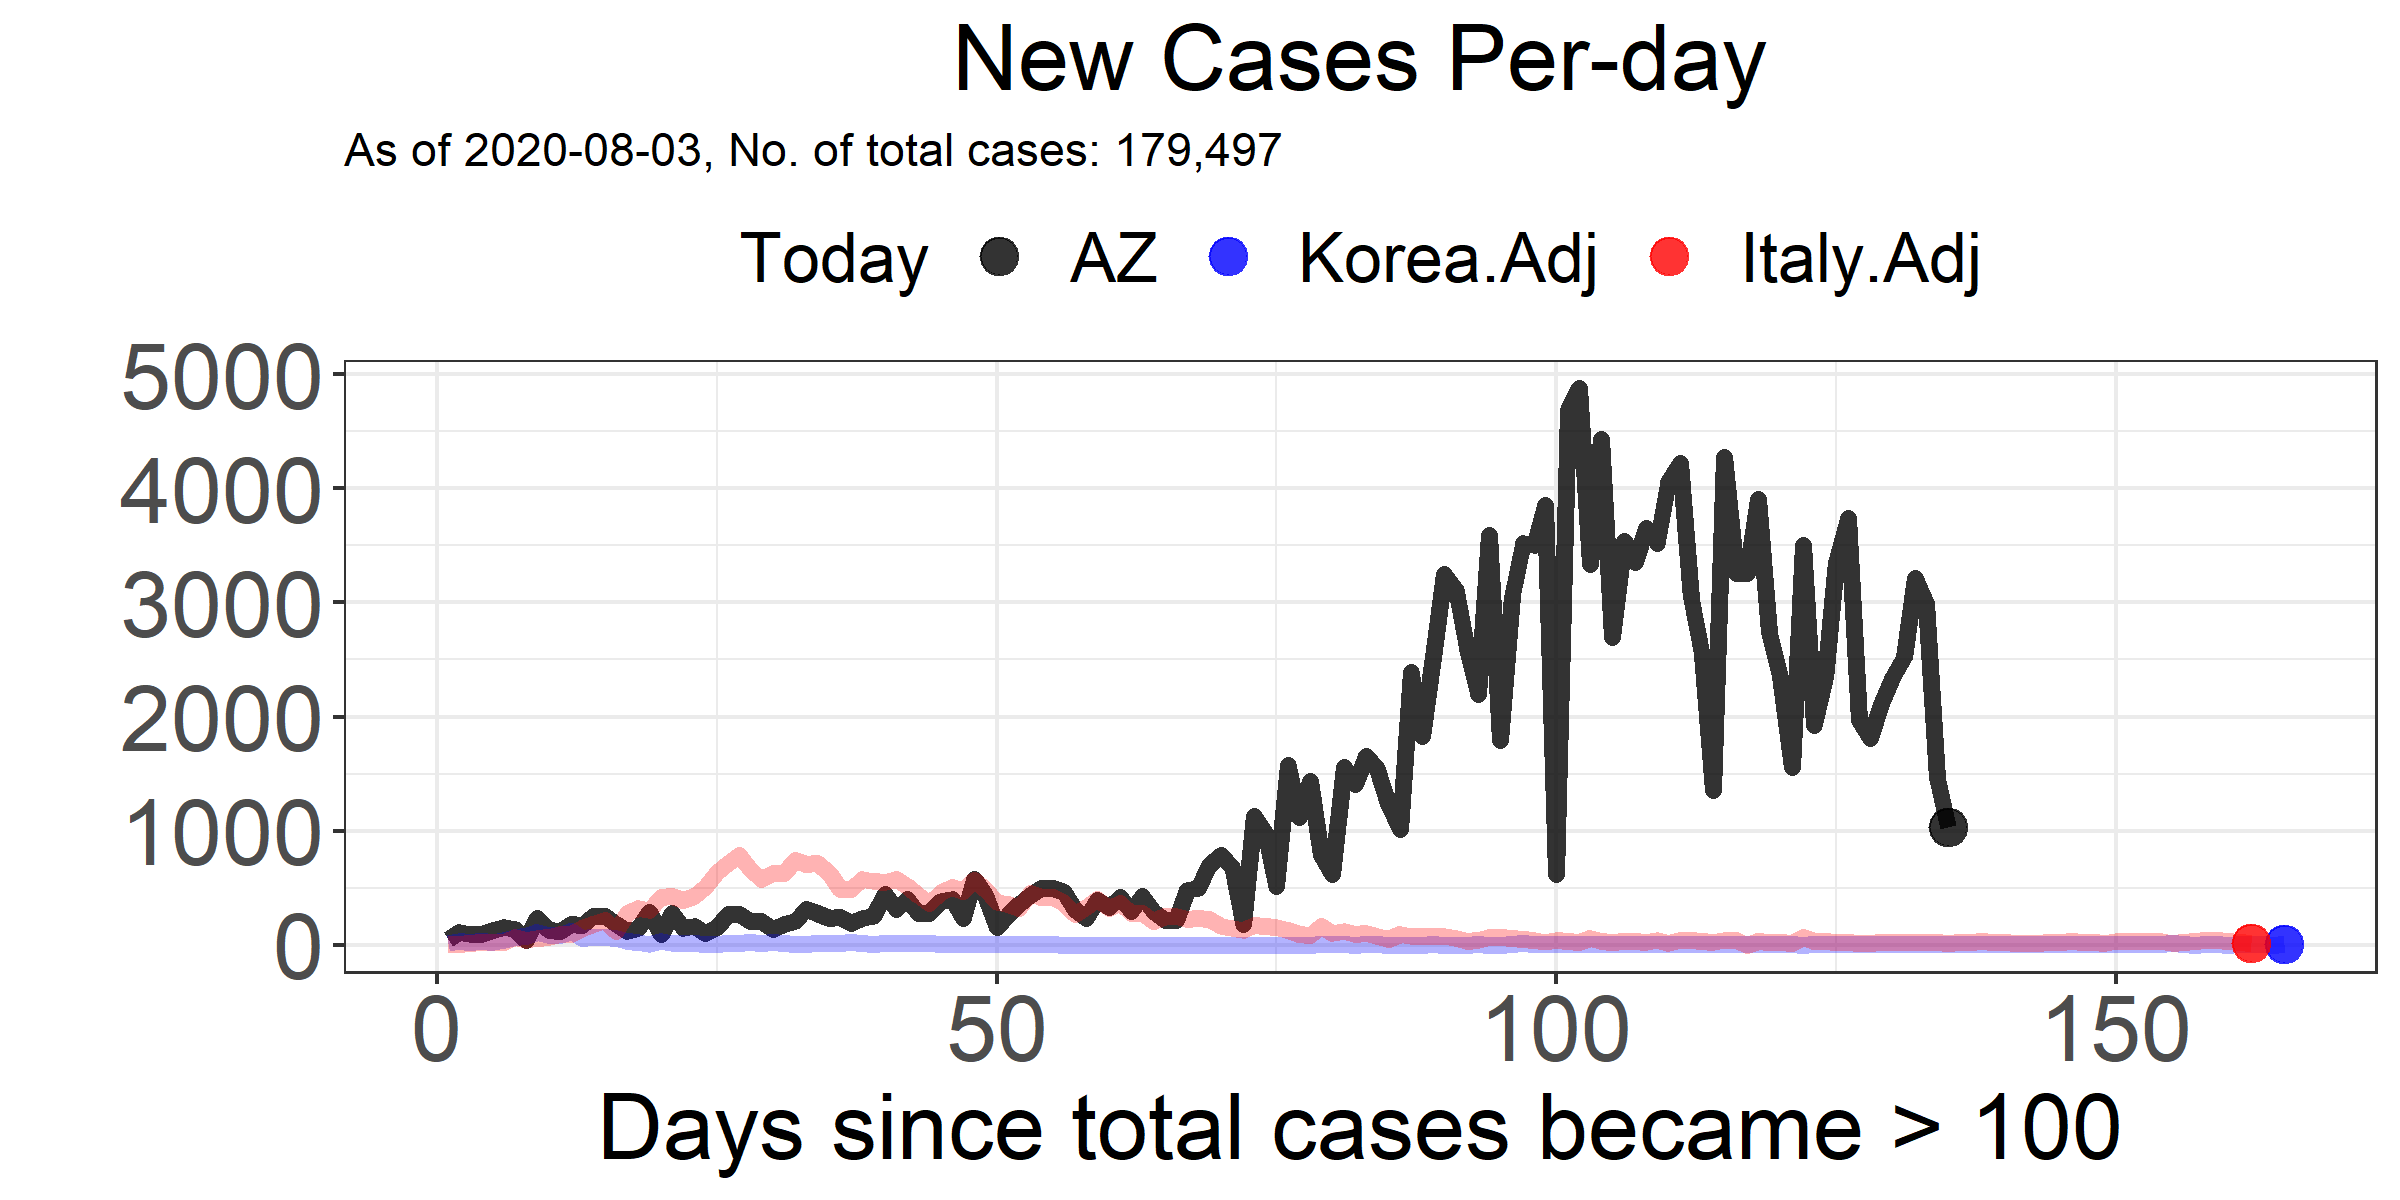 New Cases Per-day
As of 2020-08-03, No. of total cases: 179,497
Today AZ Korea.Adj Italy.Adj
5000
4000
3000
2000
1000
0
0 50 100 150
Days since total cases became > 100